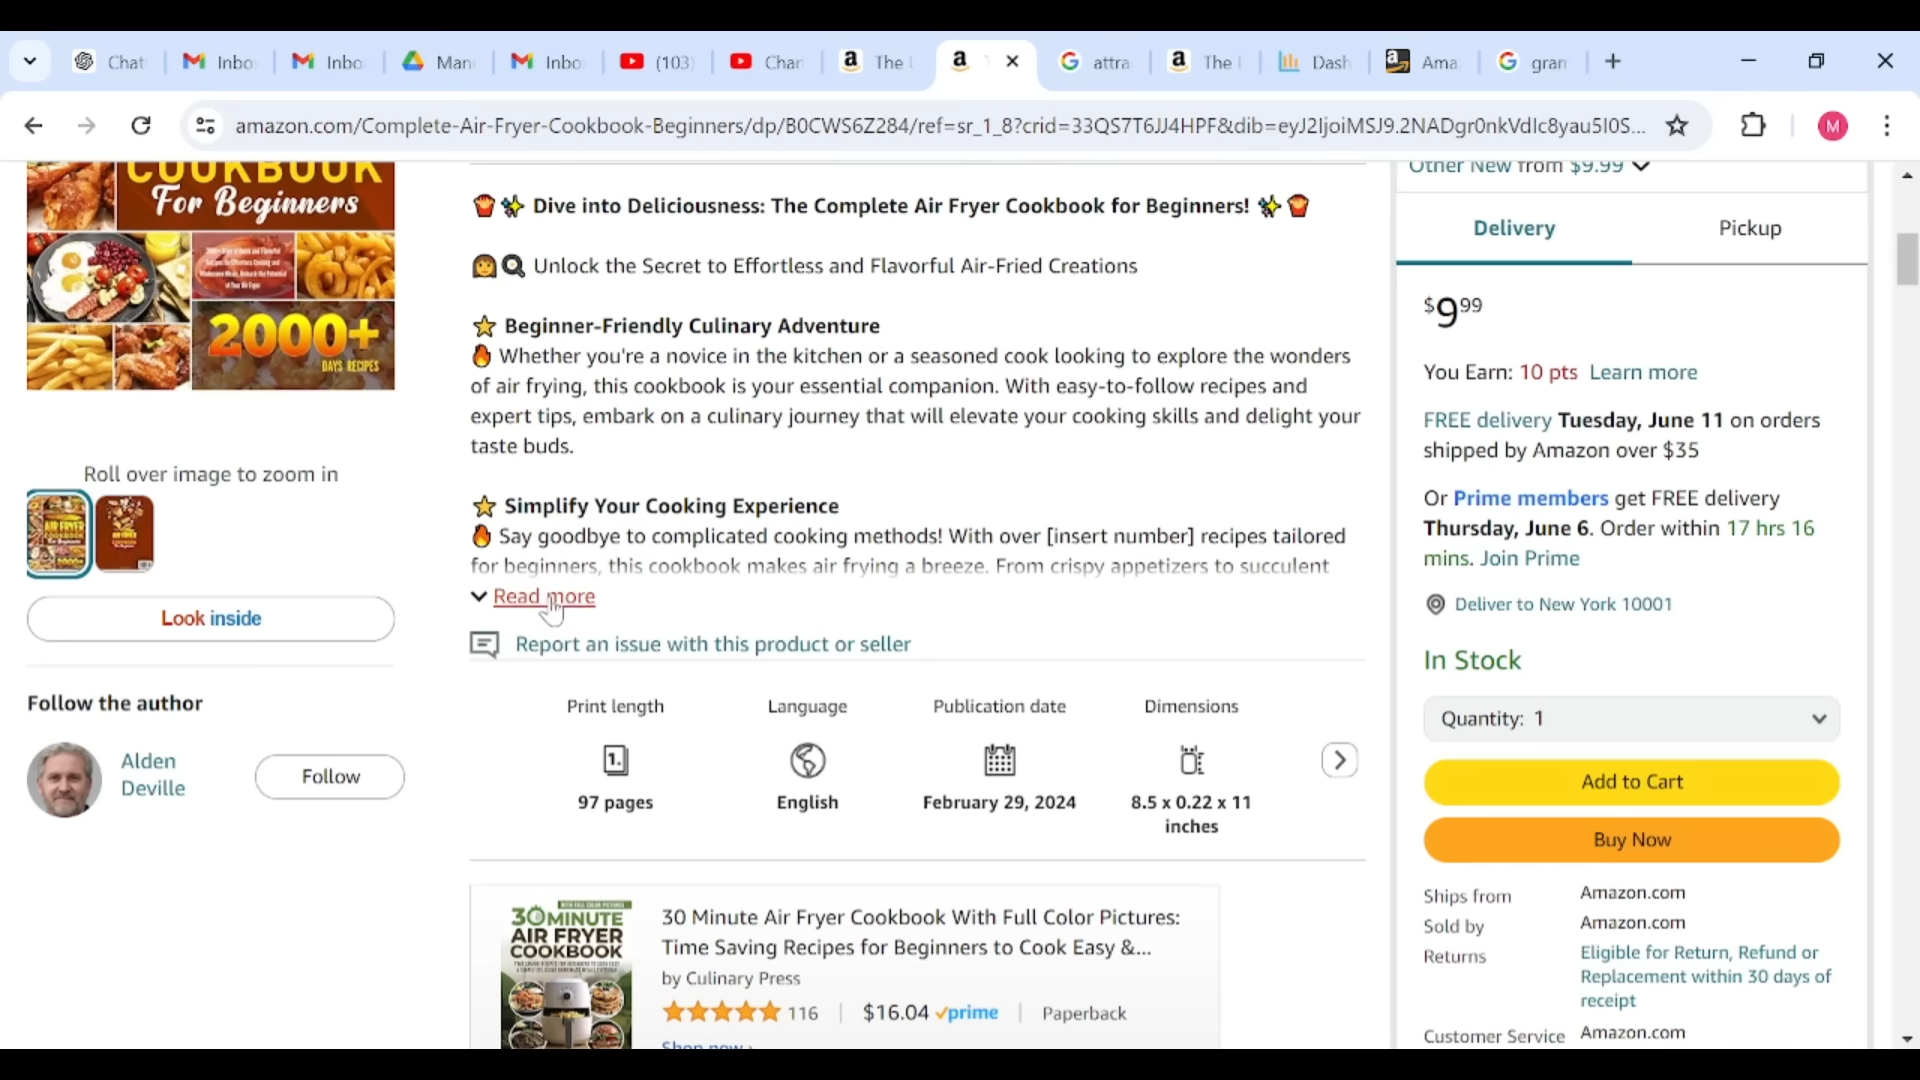 Chat
Inbo
Inbo
Man
Inbo
(103)
Chan
The
attra
The
Dash
Ama
gran
amazon.com/Complete-Air-Fryer-Cookbook-Beginners/dp/B0CWS6Z284/ref=sr_1_8?crid=33QS7T6JJ4HPF&dib=eyJ2IjoiMSJ9.2NADgr0nkVdIc8yau5I0S...
M
COOKBOOK
For Beginners
2000+
DAYS RECIPES
Roll over image to zoom in
Look inside
Follow the author
Alden
Deville
Follow
🍟✨ Dive into Deliciousness: The Complete Air Fryer Cookbook for Beginners! ✨🍟
👩🍳 Unlock the Secret to Effortless and Flavorful Air-Fried Creations
⭐ Beginner-Friendly Culinary Adventure
🔥 Whether you're a novice in the kitchen or a seasoned cook looking to explore the wonders
of air frying, this cookbook is your essential companion. With easy-to-follow recipes and
expert tips, embark on a culinary journey that will elevate your cooking skills and delight your
taste buds.
⭐ Simplify Your Cooking Experience
🔥 Say goodbye to complicated cooking methods! With over [insert number] recipes tailored
for beginners, this cookbook makes air frying a breeze. From crispy appetizers to succulent
Read more
Report an issue with this product or seller
Print length
Language
Publication date
Dimensions
1.
97 pages
English
February 29, 2024
8.5 x 0.22 x 11
inches
30 MINUTE
AIR FRYER
COOKBOOK
30 Minute Air Fryer Cookbook With Full Color Pictures:
Time Saving Recipes for Beginners to Cook Easy &...
by Culinary Press
116 | $16.04 prime | Paperback
Shop now ›
Other New from $9.99
Delivery
Pickup
$9.99
You Earn: 10 pts Learn more
FREE delivery Tuesday, June 11 on orders
shipped by Amazon over $35
Or Prime members get FREE delivery
Thursday, June 6. Order within 17 hrs 16
mins. Join Prime
Deliver to New York 10001
In Stock
Quantity: 1
Add to Cart
Buy Now
Ships from Amazon.com
Sold by Amazon.com
Returns Eligible for Return, Refund or
Replacement within 30 days of
receipt
Customer Service Amazon.com